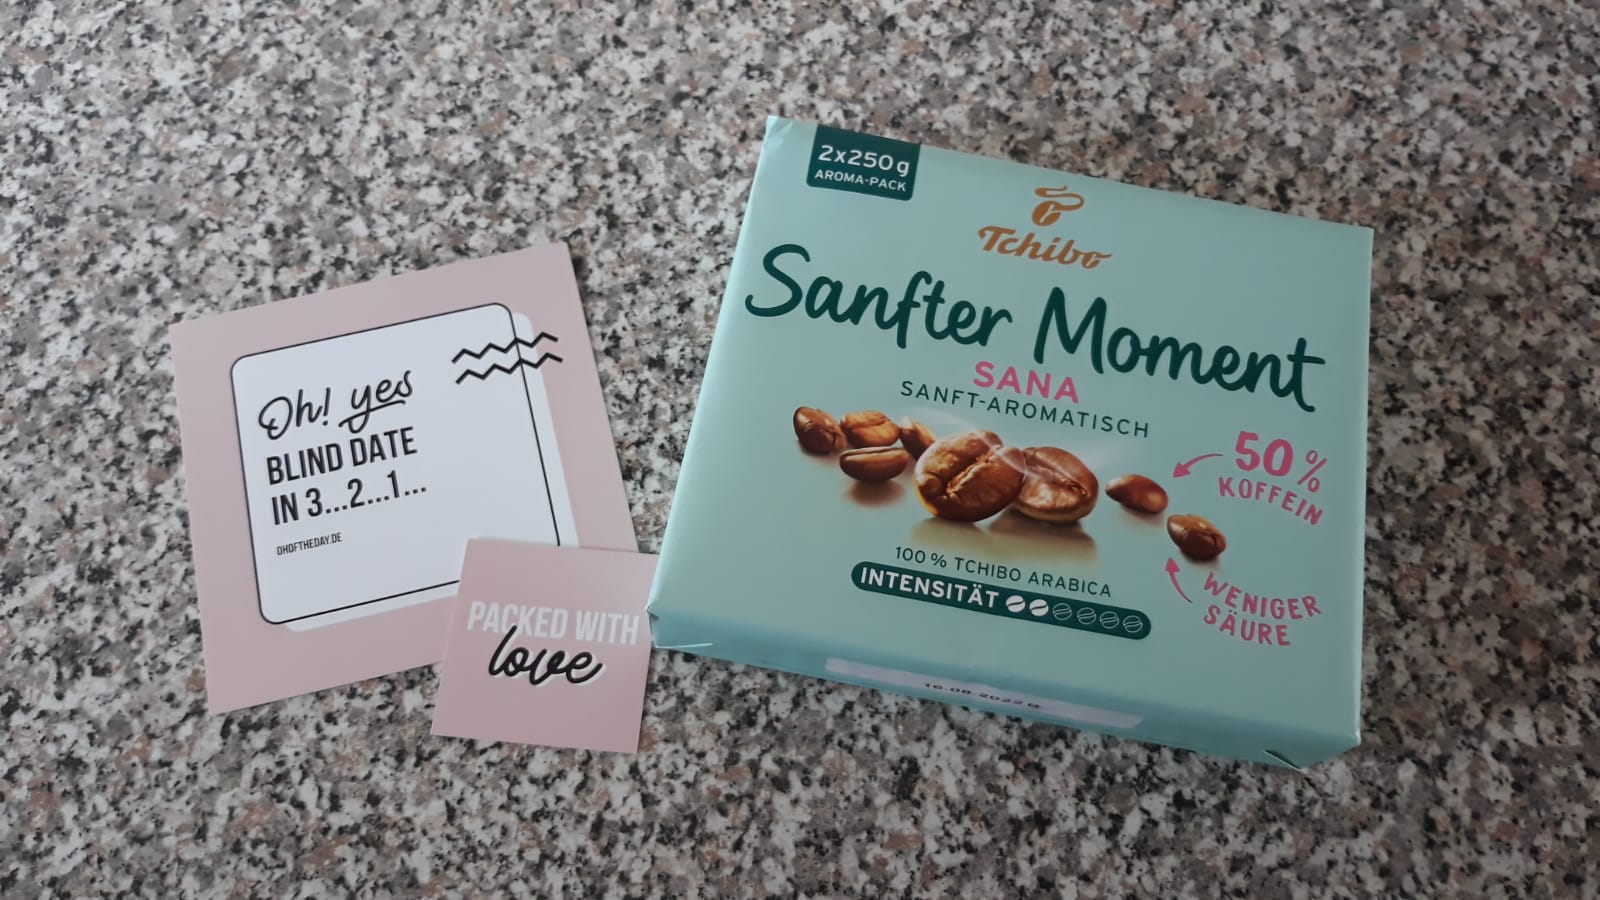 Oh! yes
BLIND DATE
IN 3...2...1...
OHOFTHEDAY.DE
PACKED WITH
love
2x250g
AROMA-PACK
Tchibo
Sanfter Moment
SANA
SANFT-AROMATISCH
50%
KOFFEIN
100% TCHIBO ARABICA
INTENSITÄT
WENIGER
SÄURE